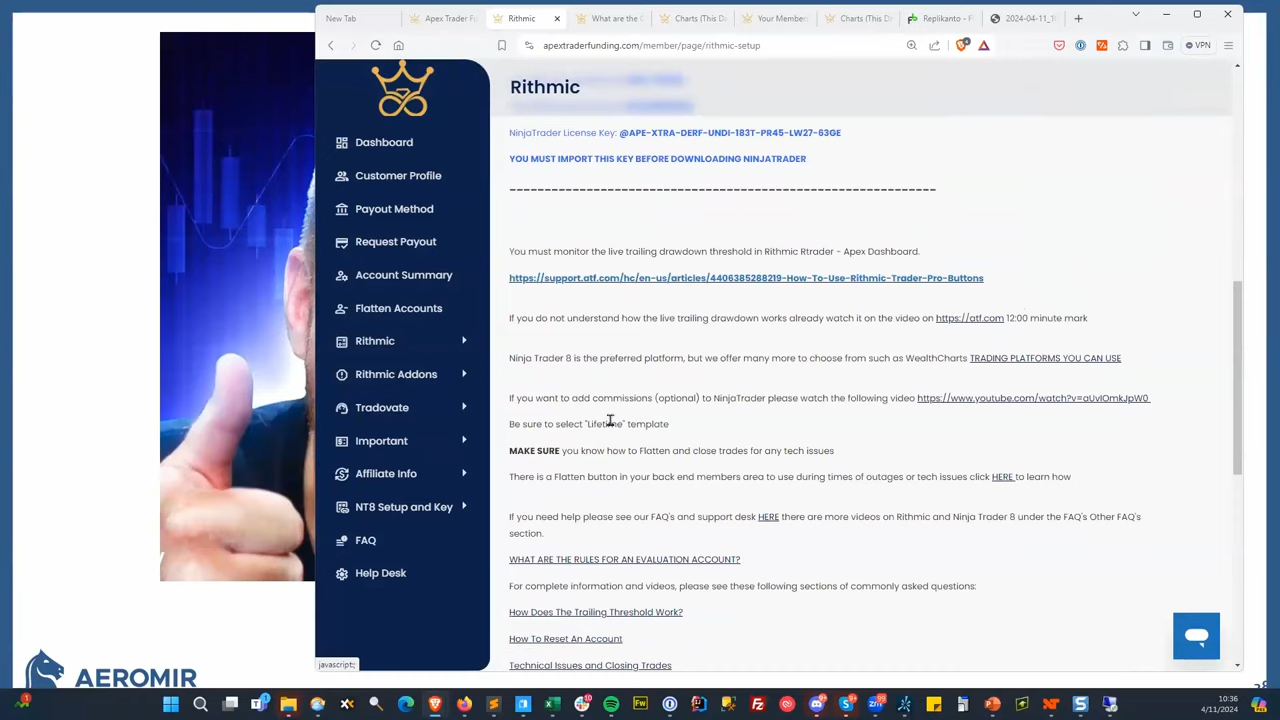 New Tab
Apex Trader Fu
Rithmic
What are the
Charts (This Da
Your Members
Charts (This Da
Replikanto - F
2024-04-11_1
apextraderfunding.com/member/page/rithmic-setup
VPN
Dashboard
Customer Profile
Payout Method
Request Payout
Account Summary
Flatten Accounts
Rithmic
Rithmic Addons
Tradovate
Important
Affiliate Info
NT8 Setup and Key
FAQ
Help Desk
javascript:;
Rithmic
NinjaTrader License Key: @APE-XTRA-DERF-UNDI-183T-PR45-LW27-63GE
YOU MUST IMPORT THIS KEY BEFORE DOWNLOADING NINJATRADER
-------------------------------------------------------------
You must monitor the live trailing drawdown threshold in Rithmic Rtrader - Apex Dashboard.
https://support.atf.com/hc/en-us/articles/4406385288219-How-To-Use-Rithmic-Trader-Pro-Buttons
If you do not understand how the live trailing drawdown works already watch it on the video on https://atf.com 12:00 minute mark
Ninja Trader 8 is the preferred platform, but we offer many more to choose from such as WealthCharts TRADING PLATFORMS YOU CAN USE
If you want to add commissions (optional) to NinjaTrader please watch the following video https://www.youtube.com/watch?v=aUvIOmkJpW0
Be sure to select "Lifetime" template
MAKE SURE you know how to Flatten and close trades for any tech issues
There is a Flatten button in your back end members area to use during times of outages or tech issues click HERE to learn how
If you need help please see our FAQ's and support desk HERE there are more videos on Rithmic and Ninja Trader 8 under the FAQ's Other FAQ's
section.
WHAT ARE THE RULES FOR AN EVALUATION ACCOUNT?
For complete information and videos, please see these following sections of commonly asked questions:
How Does The Trailing Threshold Work?
How To Reset An Account
Technical Issues and Closing Trades
AEROMIR
10:36
4/11/2024